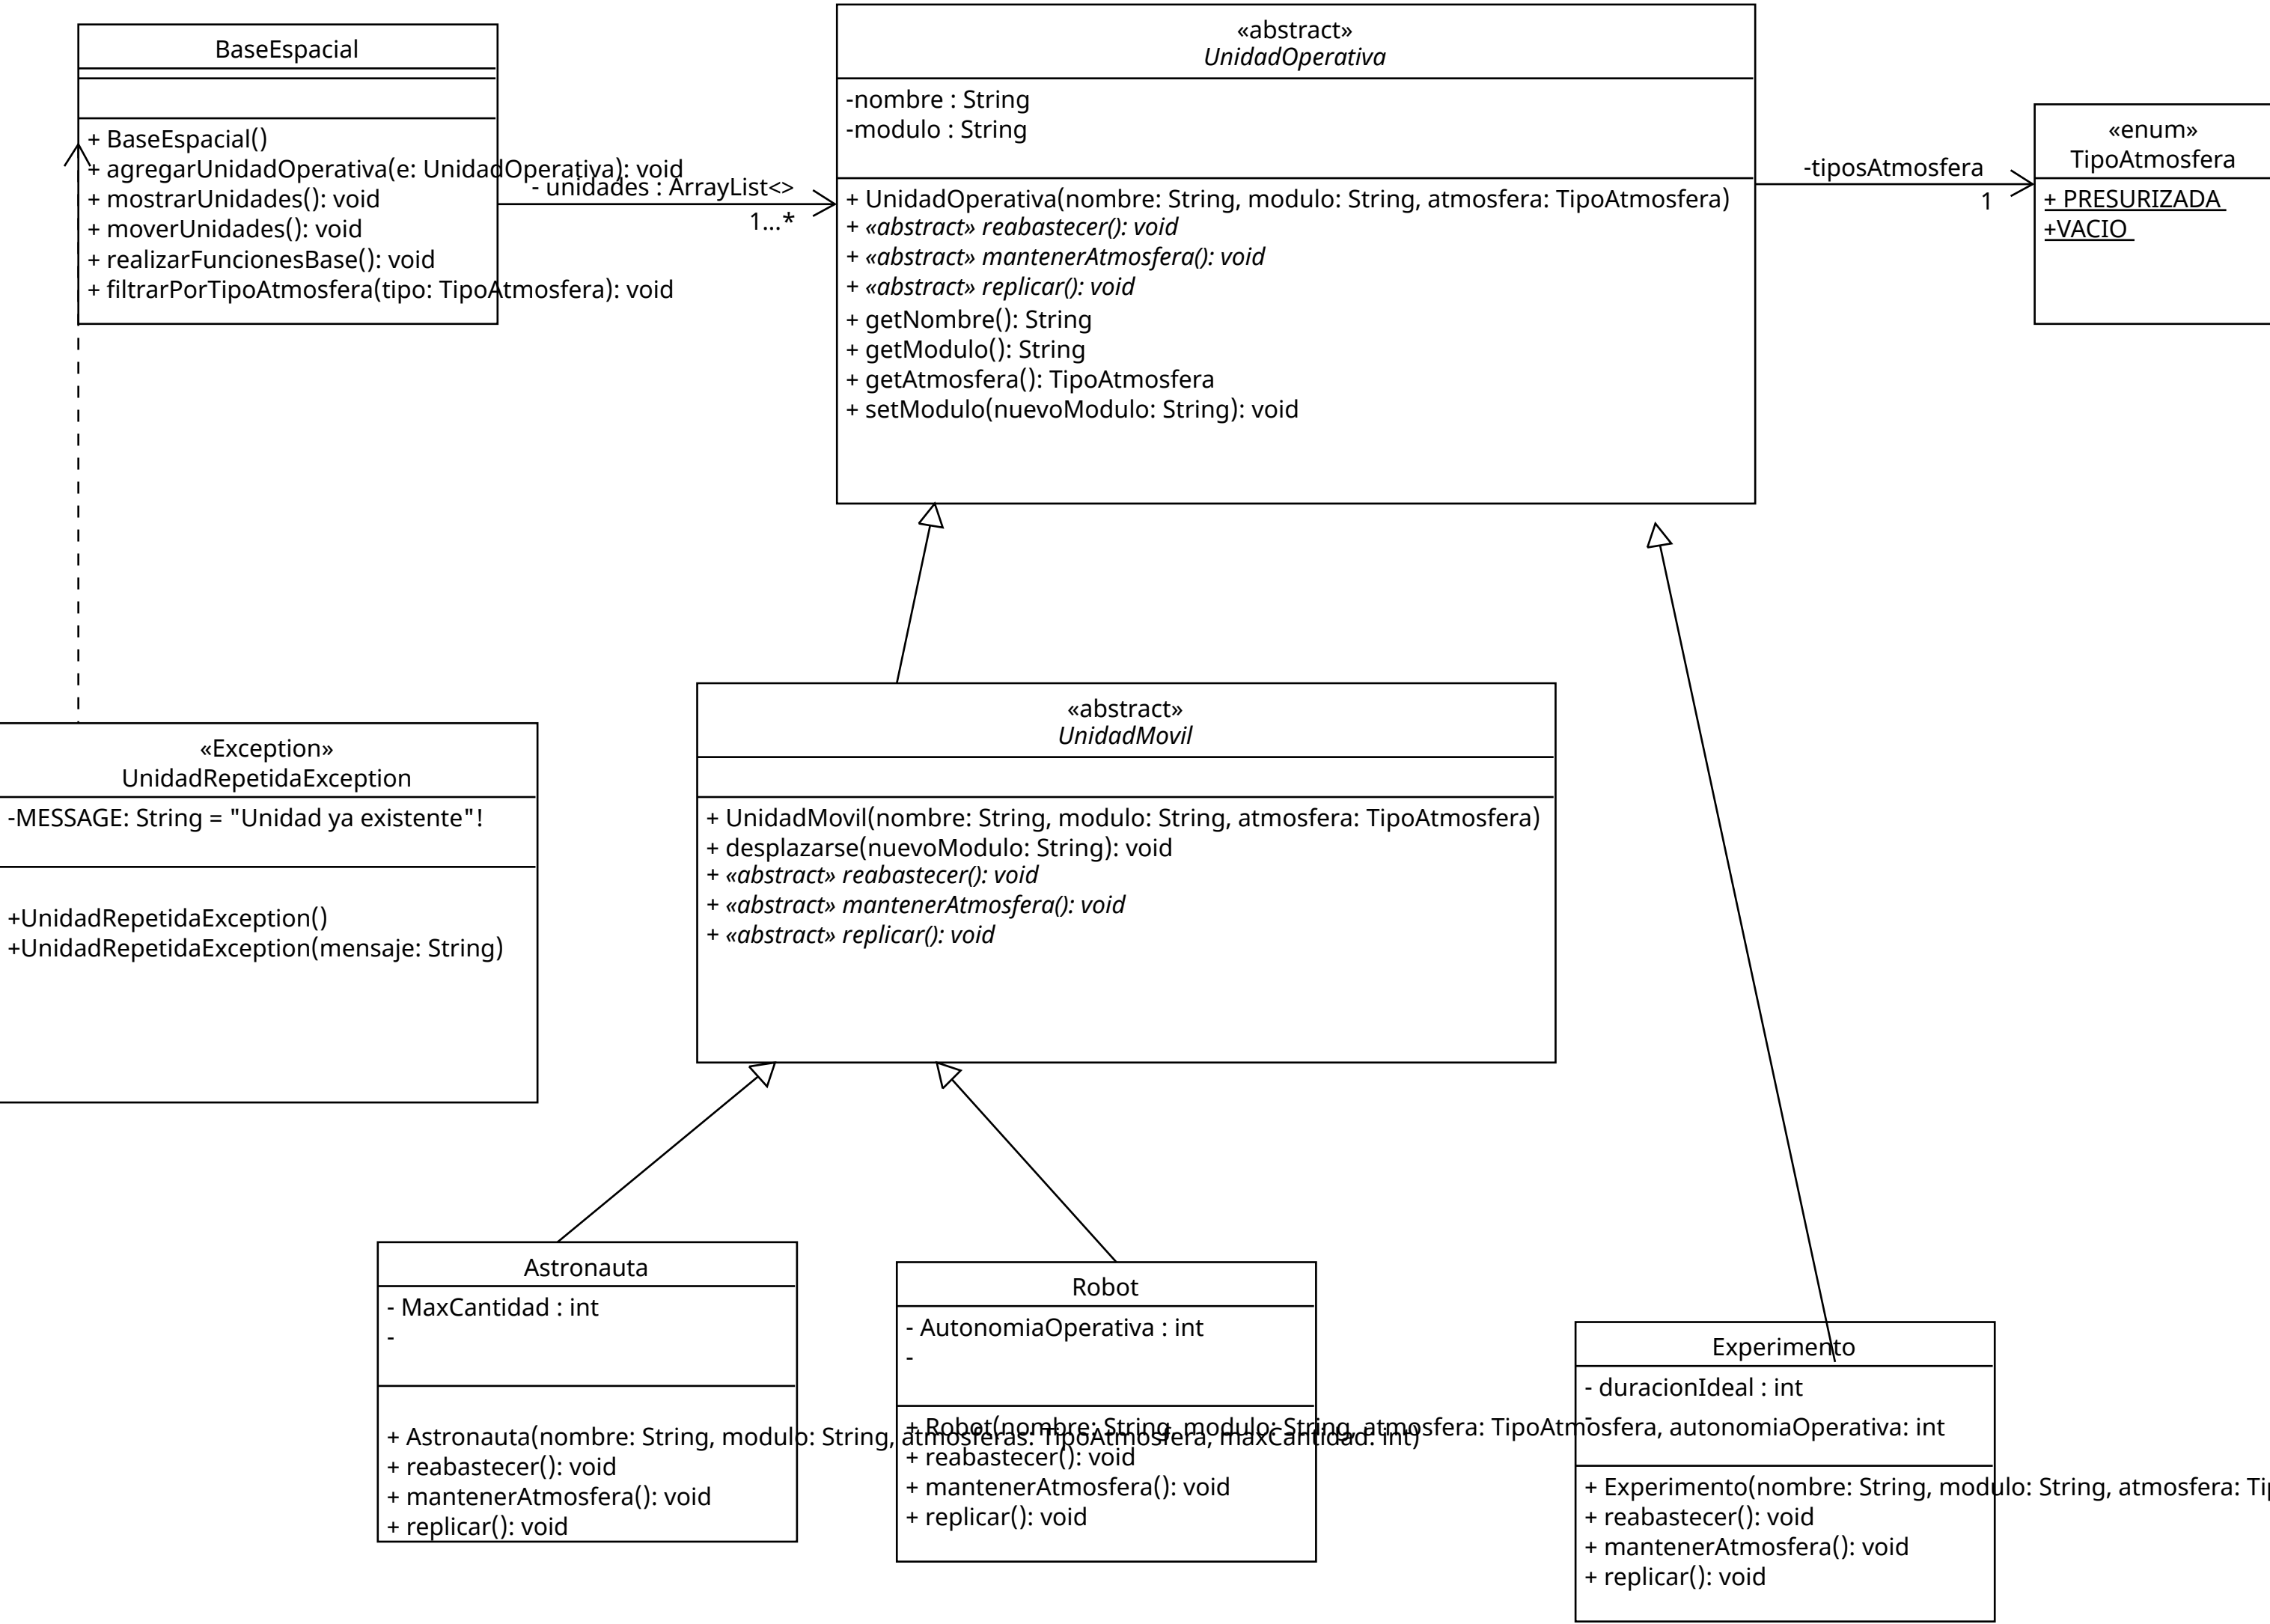 BaseEspacial
+ BaseEspacial()
+ agregarUnidadOperativa(e: UnidadOperativa): void
+ mostrarUnidades(): void
+ moverUnidades(): void
+ realizarFuncionesBase(): void
+ filtrarPorTipoAtmosfera(tipo: TipoAtmosfera): void
- unidades : ArrayList<>
1...*
«abstract»
UnidadOperativa
-nombre : String
-modulo : String
+ UnidadOperativa(nombre: String, modulo: String, atmosfera: TipoAtmosfera)
+ «abstract» reabastecer(): void
+ «abstract» mantenerAtmosfera(): void
+ «abstract» replicar(): void
+ getNombre(): String
+ getModulo(): String
+ getAtmosfera(): TipoAtmosfera
+ setModulo(nuevoModulo: String): void
-tiposAtmosfera
1
«enum»
TipoAtmosfera
+ PRESURIZADA
+VACIO
«Exception»
UnidadRepetidaException
-MESSAGE: String = "Unidad ya existente"!
+UnidadRepetidaException()
+UnidadRepetidaException(mensaje: String)
«abstract»
UnidadMovil
+ UnidadMovil(nombre: String, modulo: String, atmosfera: TipoAtmosfera)
+ desplazarse(nuevoModulo: String): void
+ «abstract» reabastecer(): void
+ «abstract» mantenerAtmosfera(): void
+ «abstract» replicar(): void
Astronauta
- MaxCantidad : int
-
+ Astronauta(nombre: String, modulo: String, atmosferas: TipoAtmosfera, maxCantidad: int)
+ reabastecer(): void
+ mantenerAtmosfera(): void
+ replicar(): void
Robot
- AutonomiaOperativa : int
-
+ Robot(nombre: String, modulo: String, atmosfera: TipoAtmosfera, autonomiaOperativa: int
+ reabastecer(): void
+ mantenerAtmosfera(): void
+ replicar(): void
Experimento
- duracionIdeal : int
-
+ Experimento(nombre: String, modulo: String, atmosfera:
+ reabastecer(): void
+ mantenerAtmosfera(): void
+ replicar(): void